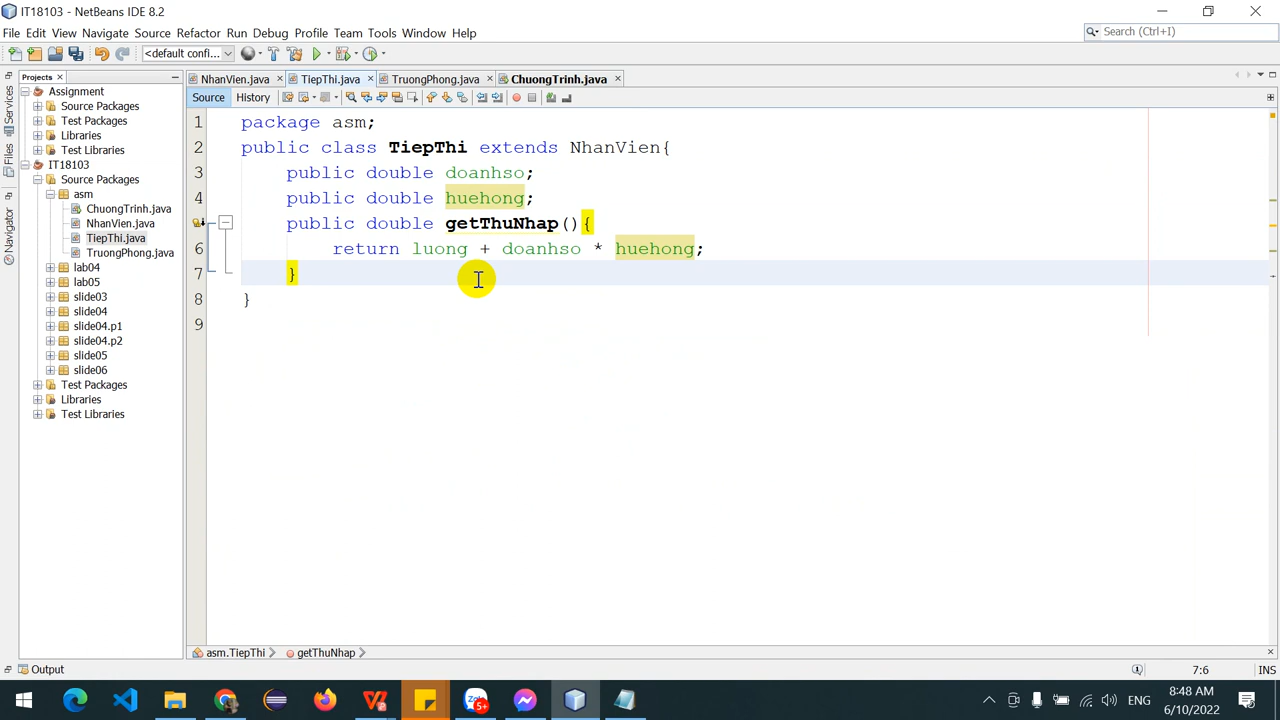 IT18103 - NetBeans IDE 8.2
File Edit View Navigate Source Refactor Run Debug Profile Team Tools Window Help
Search (Ctrl+I)
<default confi...
Projects
NhanVien.java TiepThi.java TruongPhong.java ChuongTrinh.java
Source History
Services
Files
Navigator
Assignment
Source Packages
Test Packages
Libraries
Test Libraries
IT18103
Source Packages
asm
ChuongTrinh.java
NhanVien.java
TiepThi.java
TruongPhong.java
lab04
lab05
slide03
slide04
slide04.p1
slide04.p2
slide05
slide06
Test Packages
Libraries
Test Libraries
1 package asm;
2 public class TiepThi extends NhanVien{
3 public double doanhso;
4 public double huehong;
public double getThuNhap(){
6 return luong + doanhso * huehong;
7 }
8 }
9
asm.TiepThi getThuNhap
Output
7:6 INS
5+
ENG
8:48 AM
6/10/2022